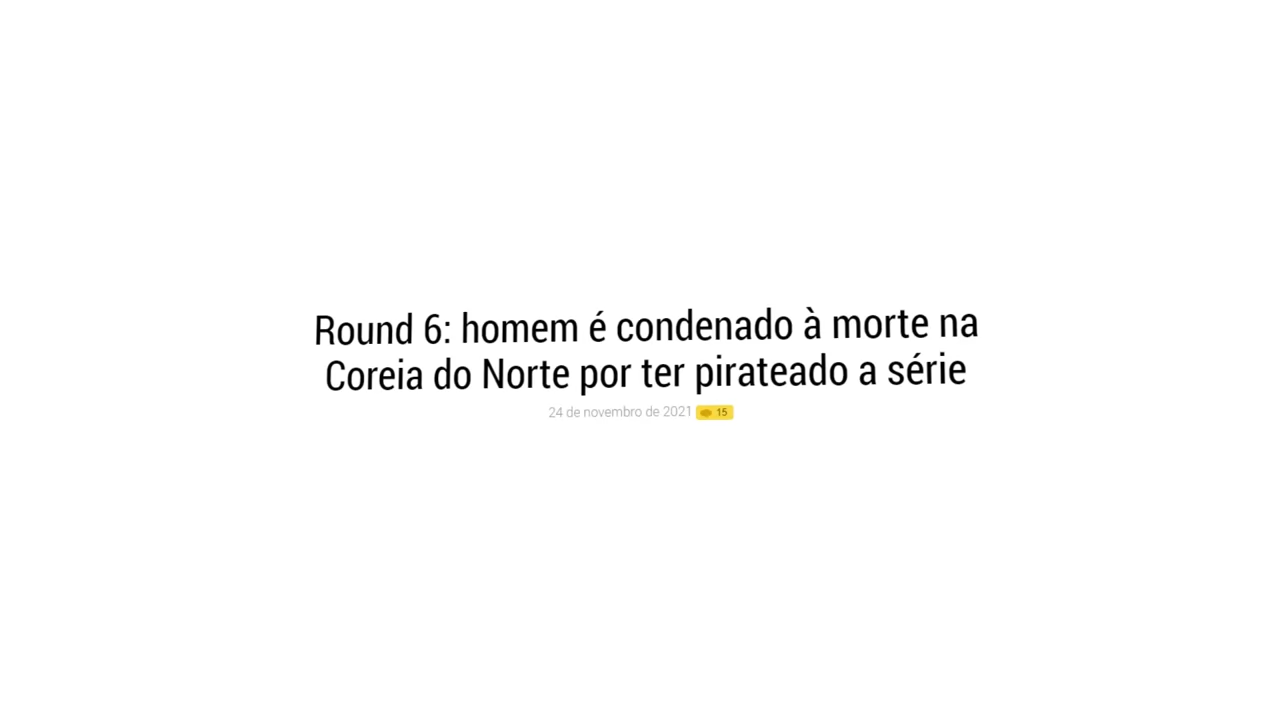 Round 6: homem é condenado à morte na
Coreia do Norte por ter pirateado a série
24 de novembro de 2021 15